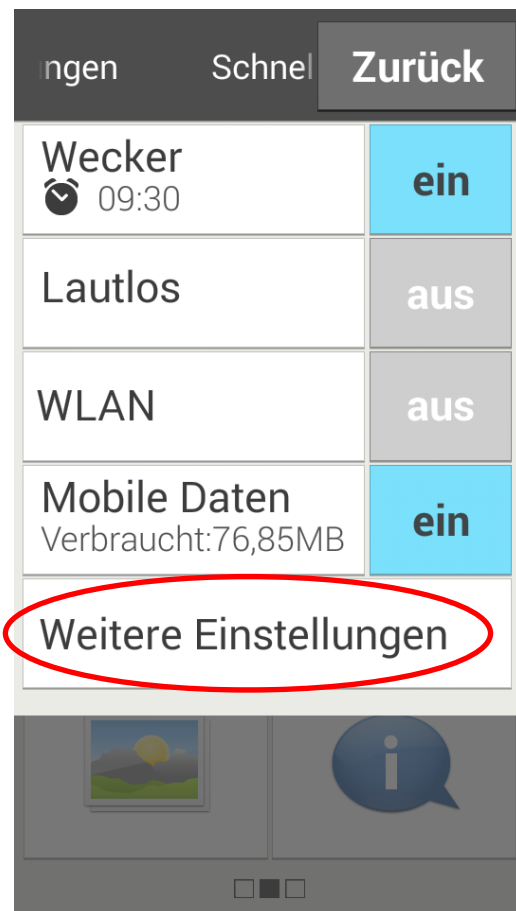 ngen Schnel Zurück
Wecker ein
09:30
Lautlos aus
WLAN aus
Mobile Daten ein
Verbraucht:76,85MB
Weitere Einstellungen
i